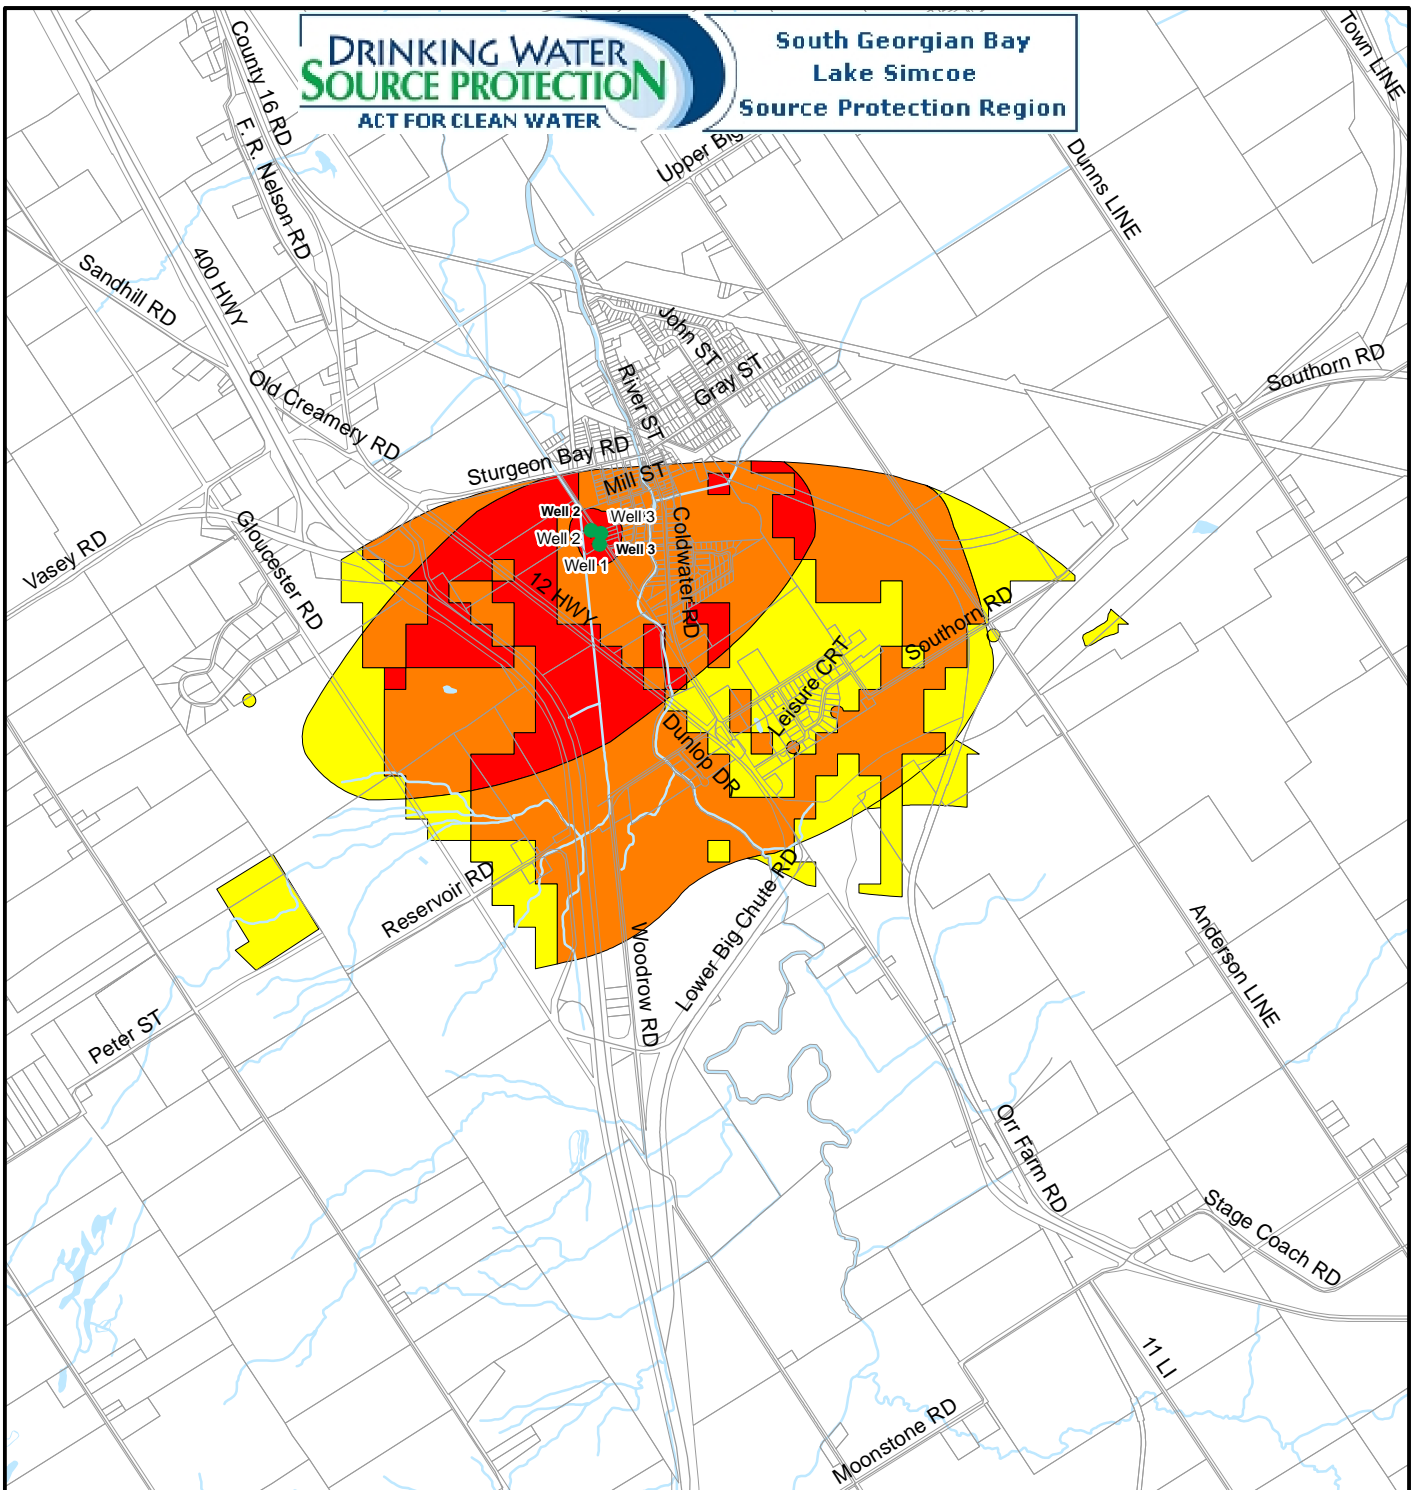 DRINKING WATER
SOURCE PROTECTION
ACT FOR CLEAN WATER
South Georgian Bay
Lake Simcoe
Source Protection Region
Town LINE
County 16 RD
F. R. Nelson RD
Upper Big
Dunns LINE
Sandhill RD
400 HWY
John ST
Gray ST
River ST
Southorn RD
Old Creamery RD
Sturgeon Bay RD
Mill ST
Well 2
Well 3
Well 2
Well 3
Well 1
Coldwater RD
Vasey RD
Gloucester RD
12 HWY
Southorn RD
Leisure CRT
Dunlop DR
Reservoir RD
Lower Big Chute RD
Woodrow RD
Anderson LINE
Peter ST
Orr Farm RD
Stage Coach RD
11 LI
Moonstone RD